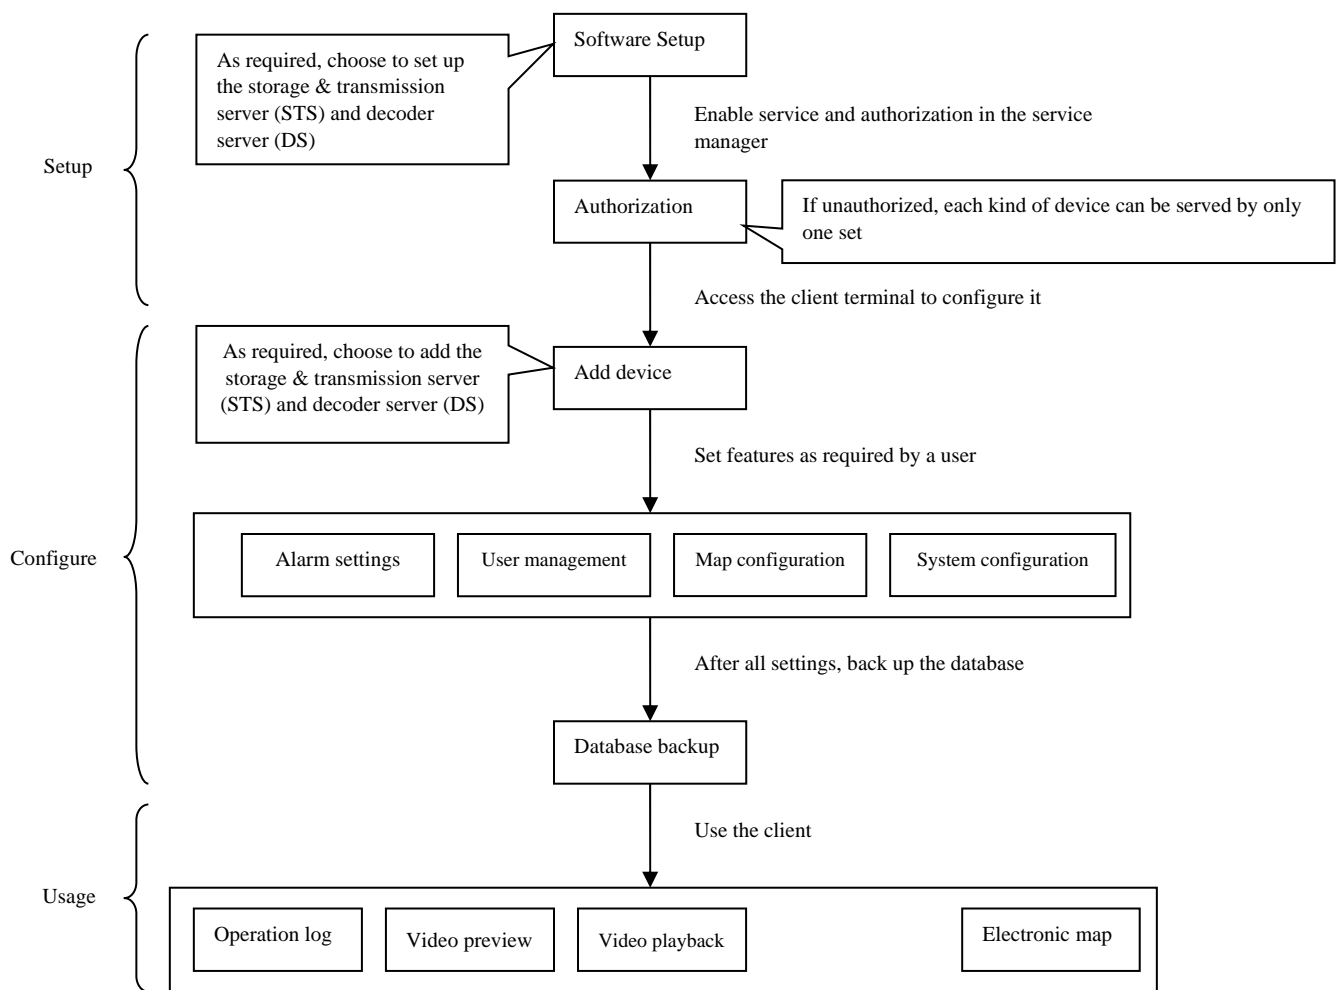 Software Setup
As required, choose to set up
the storage & transmission
server (STS) and decoder
server (DS)
Enable service and authorization in the service
manager
Setup
Authorization
If unauthorized, each kind of device can be served by only
one set
Access the client terminal to configure it
As required, choose to add the
storage & transmission server
(STS) and decoder server (DS)
Add device
Set features as required by a user
Configure
Alarm settings
User management
Map configuration
System configuration
After all settings, back up the database
Database backup
Use the client
Usage
Operation log
Video preview
Video playback
Electronic map